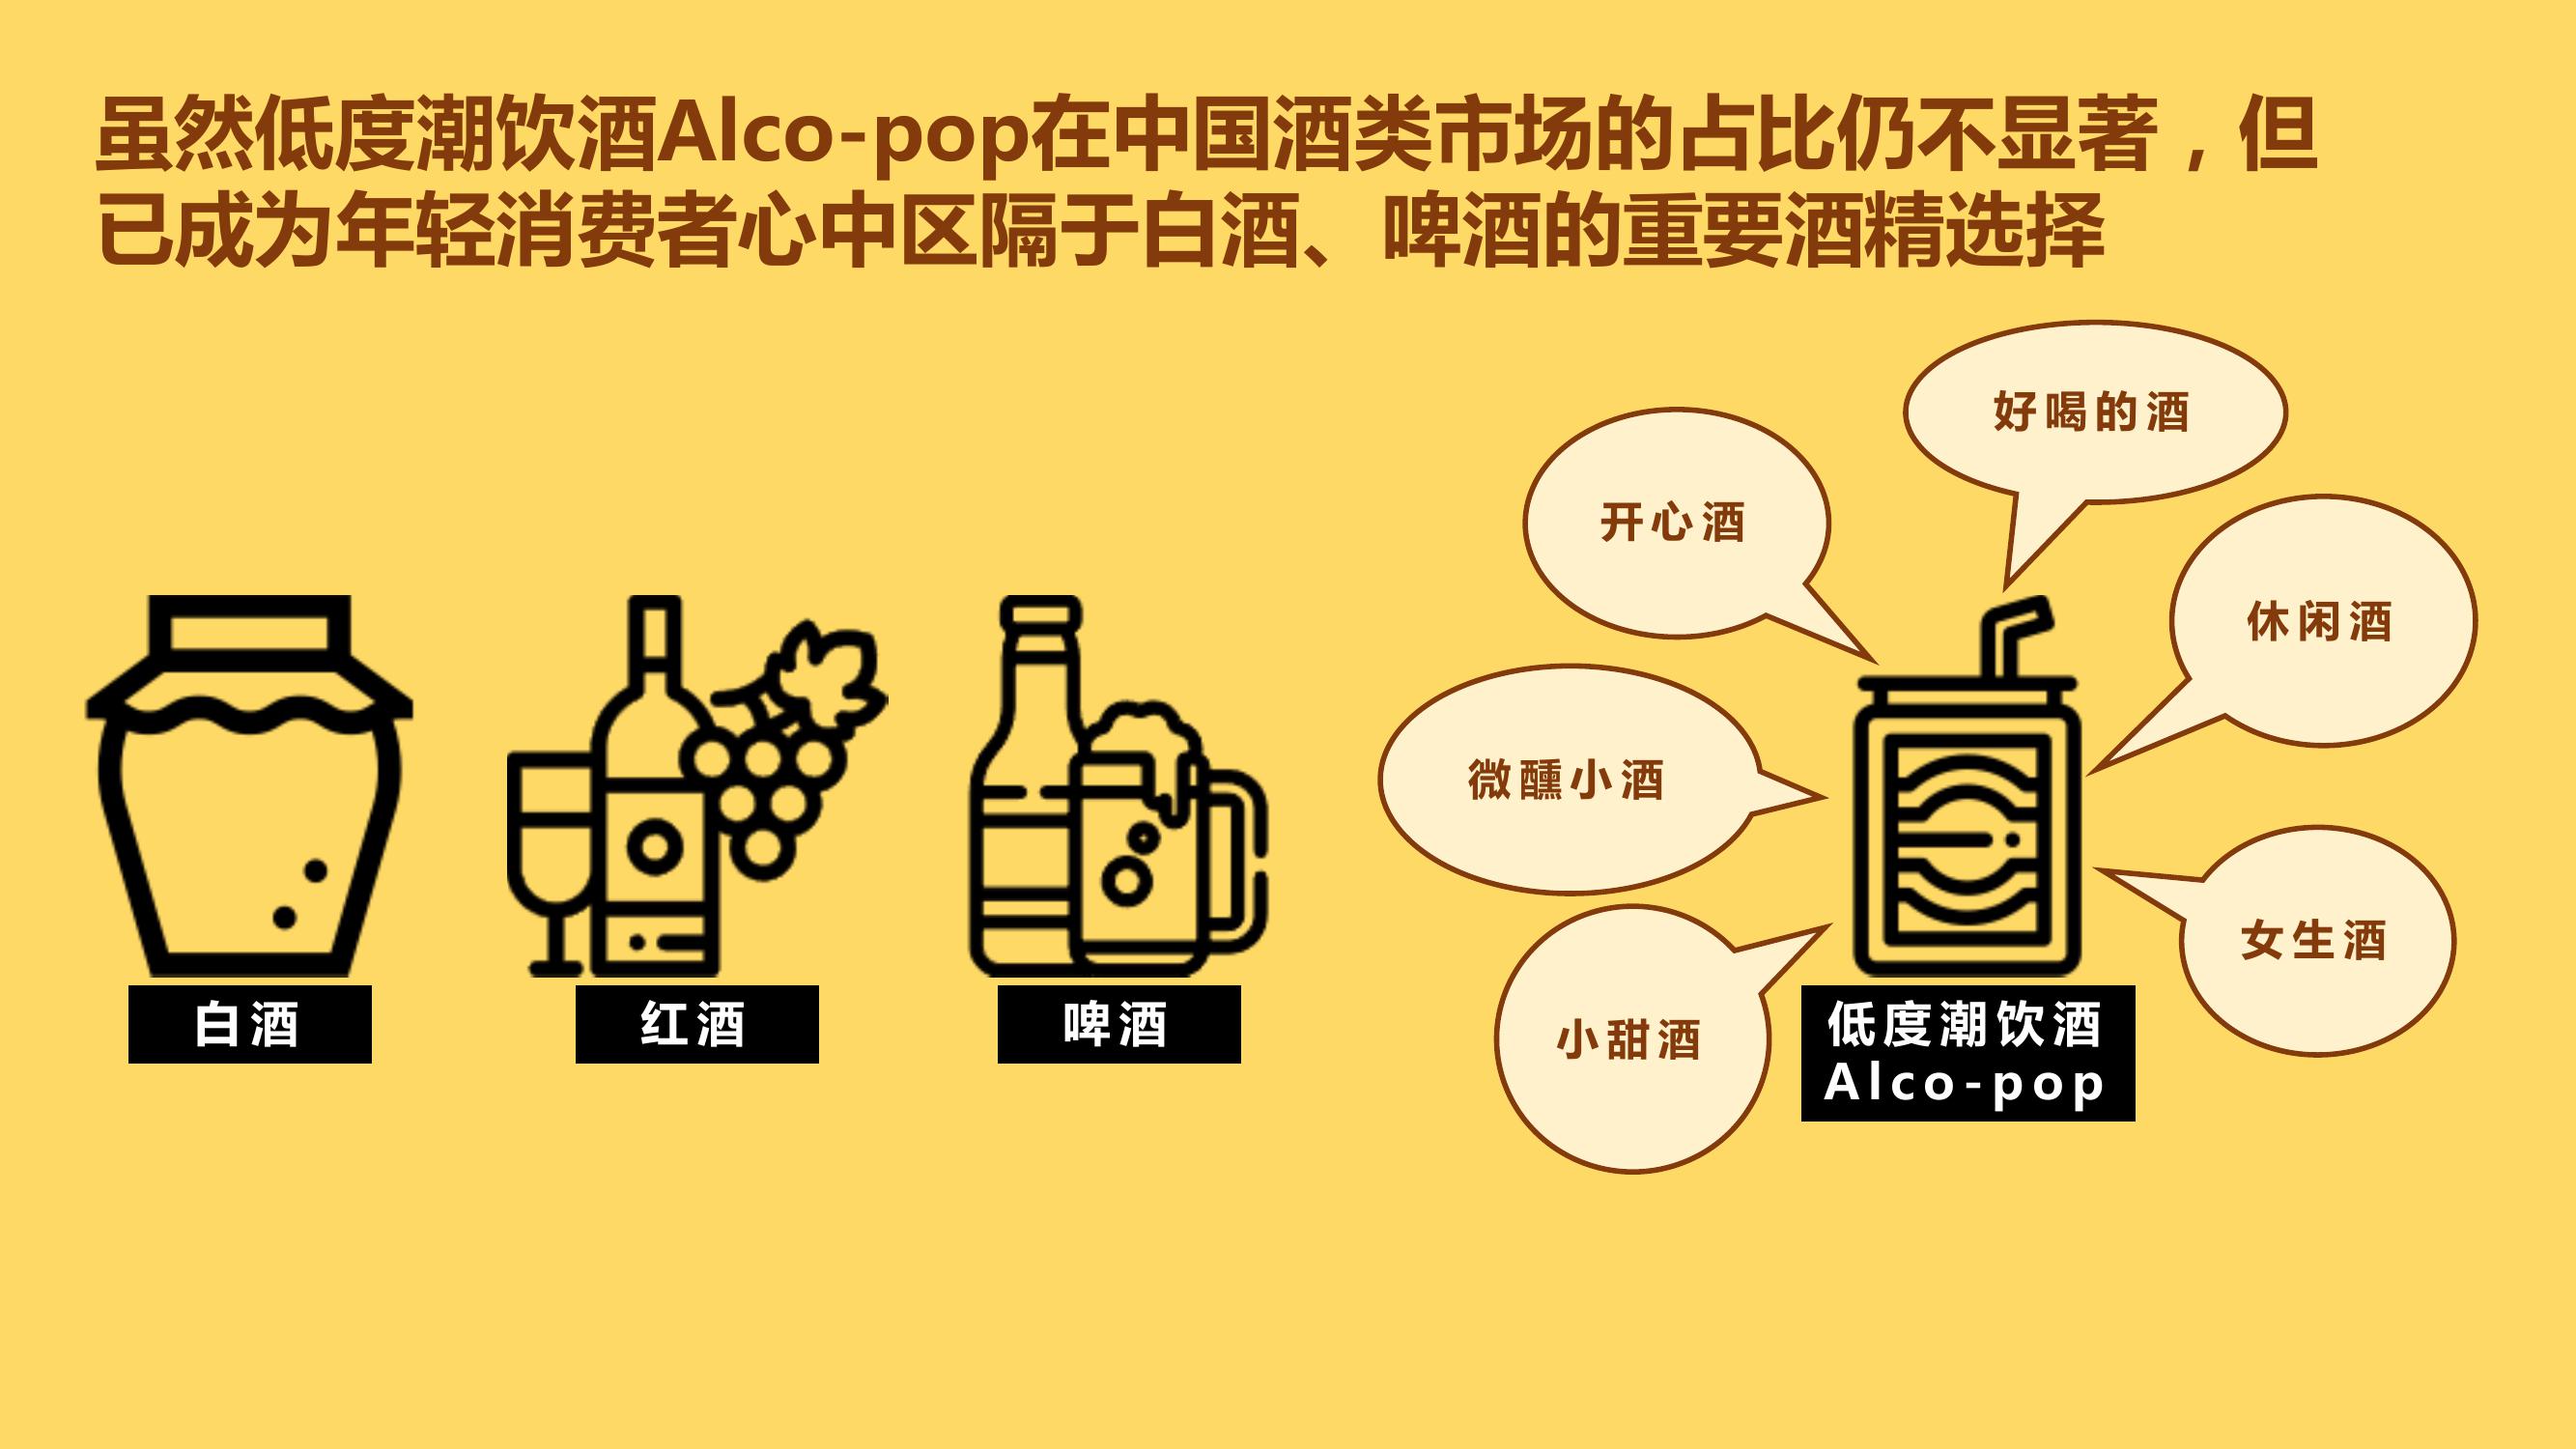 虽然低度潮饮酒Alco-pop在中国酒类市场的占比仍不显著，但
已成为年轻消费者心中区隔于白酒、啤酒的重要酒精选择
好喝的酒
开心酒
休闲酒
微醺小酒
女生酒
小甜酒
白酒
红酒
啤酒
低度潮饮酒
Alco-pop